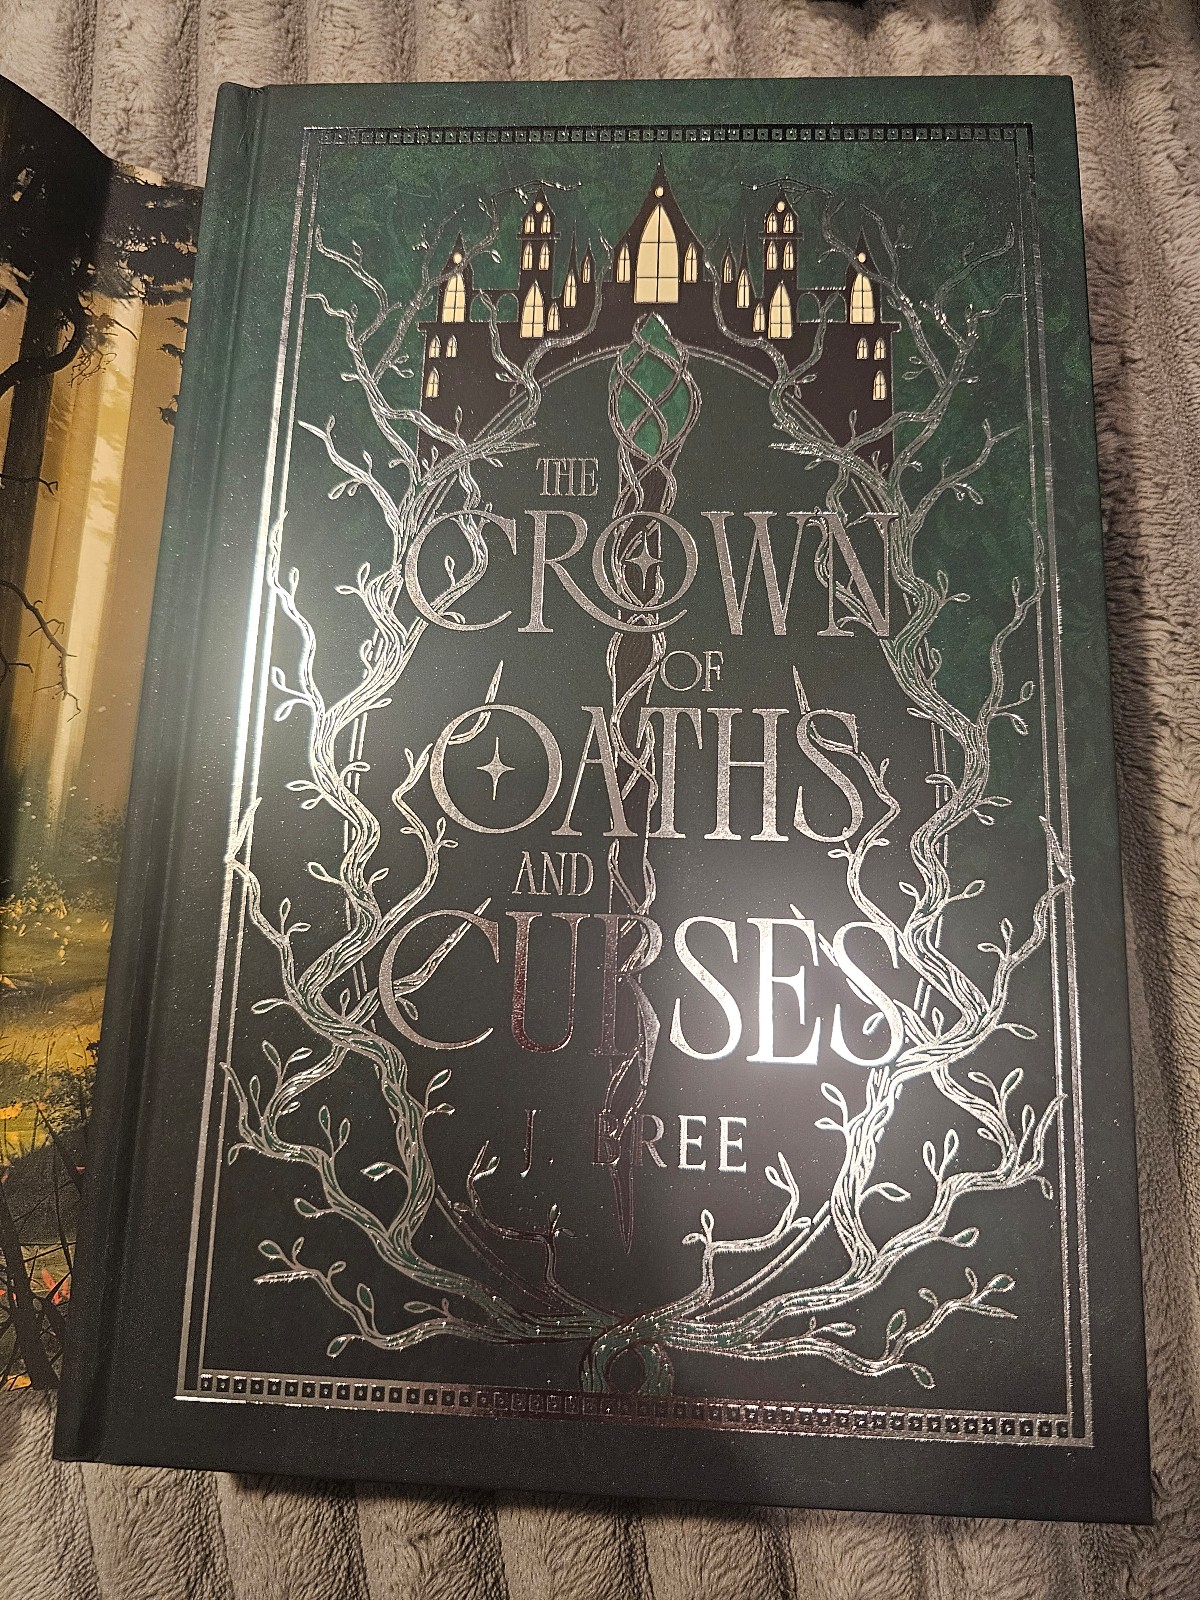 THE
CROWN
OF
OATHS
AND
CURSES
J. BREE